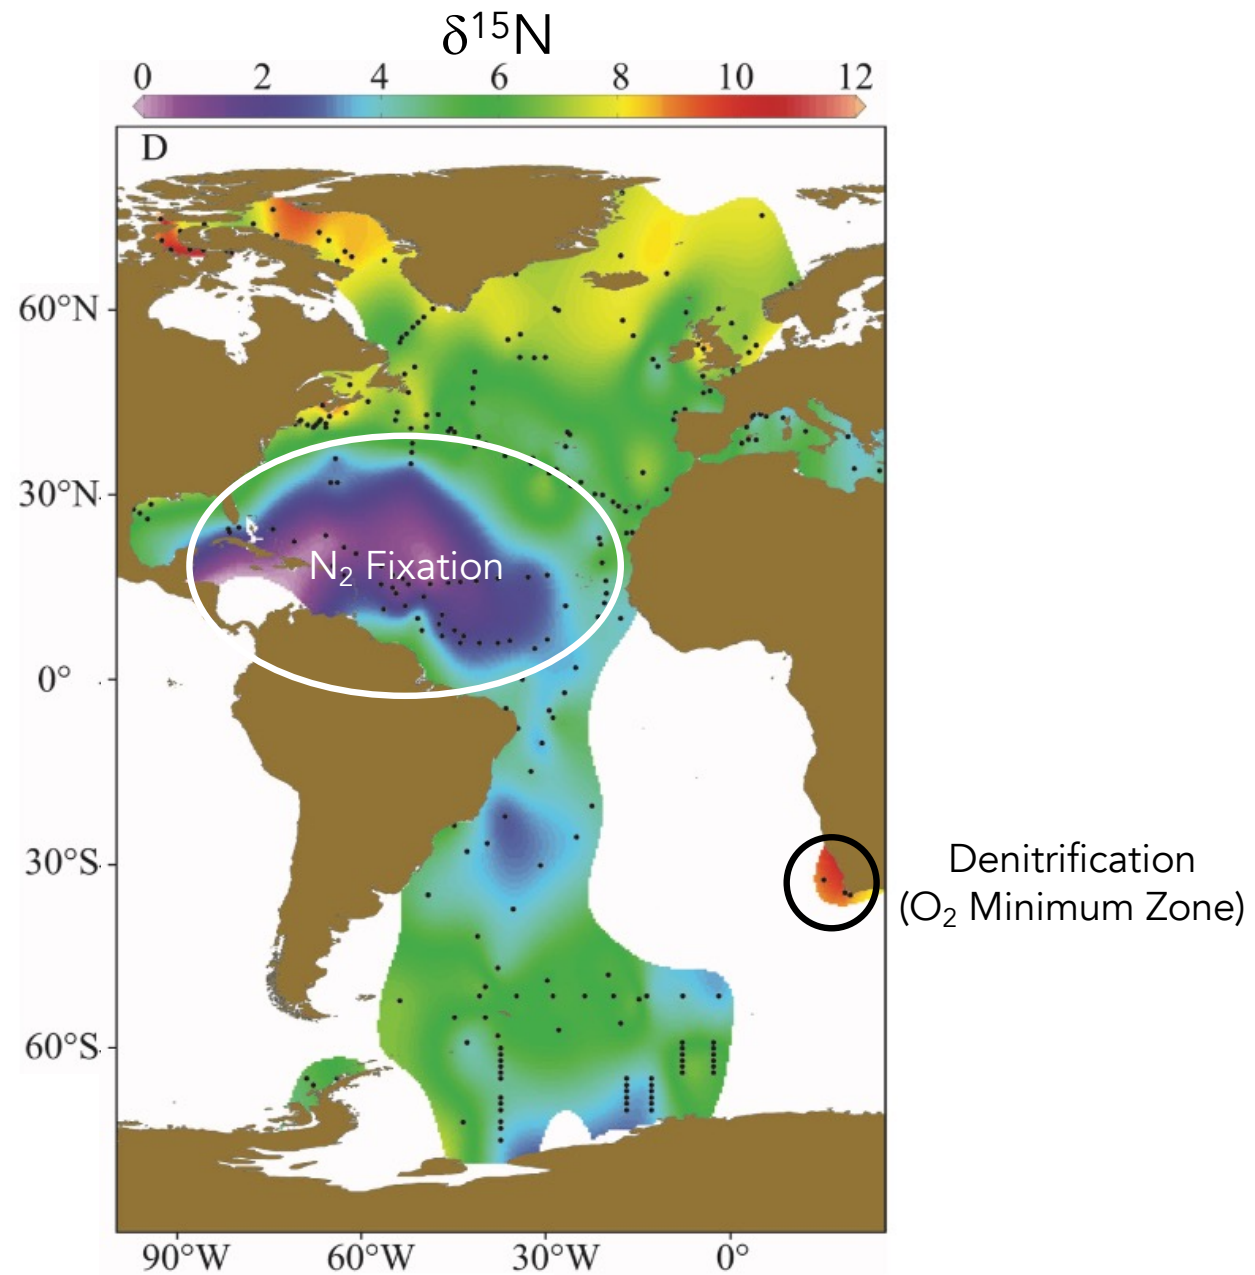 δ¹⁵N
0 2 4 6 8 10 12
D
60°N
30°N
N₂ Fixation
0°
30°S
Denitrification
(O₂ Minimum Zone)
60°S
90°W 60°W 30°W 0°